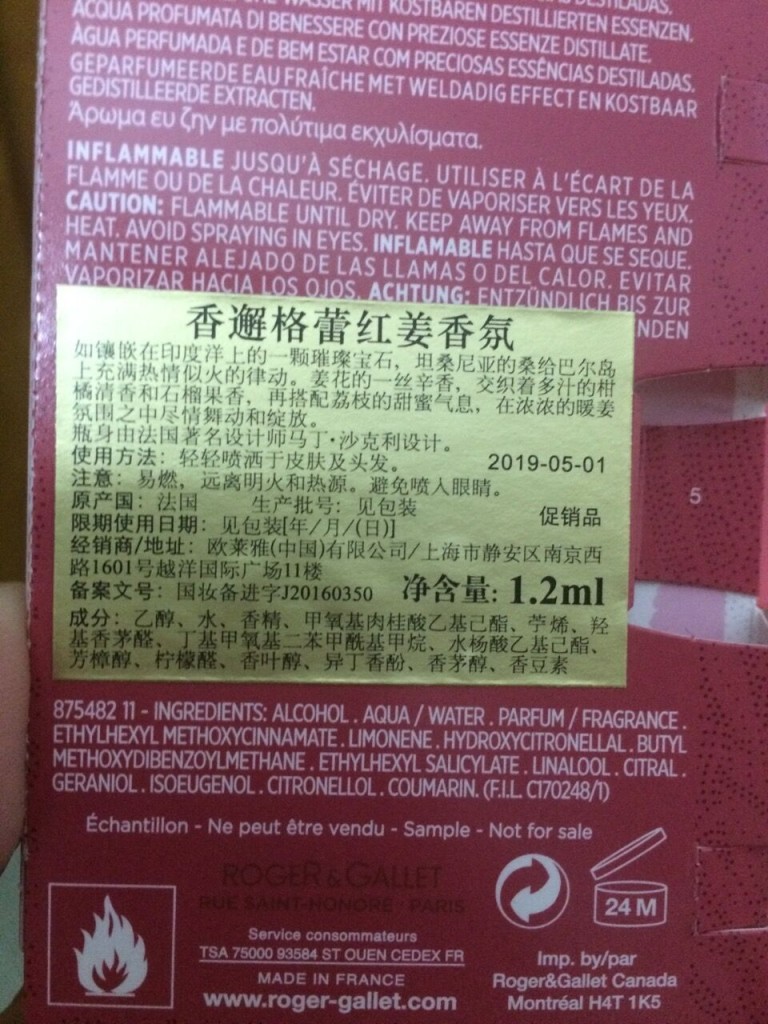 WASSER MIT KOSTBAREN DESTILLIERTEN ESSENZEN.
ACQUA PROFUMATA DI BENESSERE CON PREZIOSE ESSENZE DISTILLATE.
ÁGUA PERFUMADA E DE BEM ESTAR COM PRECIOSAS ESSÊNCIAS DESTILADAS.
GEPARFUMEERDE EAU FRAÎCHE MET WELDADIG EFFECT EN KOSTBAAR
GEDISTILLEERDE EXTRACTEN.
Άρωμα ευ ζην με πολύτιμα εκχυλίσματα.
INFLAMMABLE JUSQU'À SÉCHAGE. UTILISER À L'ÉCART DE LA
FLAMME OU DE LA CHALEUR. ÉVITER DE VAPORISER VERS LES YEUX.
CAUTION: FLAMMABLE UNTIL DRY. KEEP AWAY FROM FLAMES AND
HEAT. AVOID SPRAYING IN EYES. INFLAMABLE HASTA QUE SE SEQUE.
MANTENER ALEJADO DE LAS LLAMAS O DEL CALOR. EVITAR
VAPORIZAR HACIA LOS OJOS. ACHTUNG: ENTZÜNDLICH BIS ZUR
NDEN
香邂格蕾红姜香氛
如镶嵌在印度洋上的一颗璀璨宝石，坦桑尼亚的桑给巴尔岛
上充满热情似火的律动。姜花的一丝辛香，交织着多汁的柑
橘清香和石榴果香，再搭配荔枝的甜蜜气息，在浓浓的暖姜
氛围之中尽情舞动和绽放。
瓶身由法国著名设计师马丁·沙克利设计。
使用方法：轻轻喷洒于皮肤及头发。 2019-05-01
注意：易燃，远离明火和热源。避免喷入眼睛。
原产国：法国 生产批号：见包装 促销品
限期使用日期：见包装[年/月/(日)]
经销商/地址：欧莱雅(中国)有限公司/上海市静安区南京西
路1601号越洋国际广场11楼
备案文号：国妆备进字J20160350 净含量：1.2ml
成分：乙醇、水、香精、甲氧基肉桂酸乙基己酯、苧烯、羟
基香茅醛、丁基甲氧基二苯甲酰基甲烷、水杨酸乙基己酯、
芳樟醇、柠檬醛、香叶醇、异丁香酚、香茅醇、香豆素
5
875482 11 - INGREDIENTS: ALCOHOL . AQUA / WATER . PARFUM / FRAGRANCE .
ETHYLHEXYL METHOXYCINNAMATE . LIMONENE . HYDROXYCITRONELLAL . BUTYL
METHOXYDIBENZOYLMETHANE . ETHYLHEXYL SALICYLATE . LINALOOL . CITRAL .
GERANIOL . ISOEUGENOL . CITRONELLOL . COUMARIN. (F.I.L. C170248/1)
Échantillon - Ne peut être vendu - Sample - Not for sale
ROGER & GALLET
RUE SAINT-HONORÉ · PARIS
Service consommateurs
TSA 75000 93584 ST OUEN CEDEX FR
MADE IN FRANCE
www.roger-gallet.com
24 M
Imp. by/par
Roger&Gallet Canada
Montréal H4T 1K5